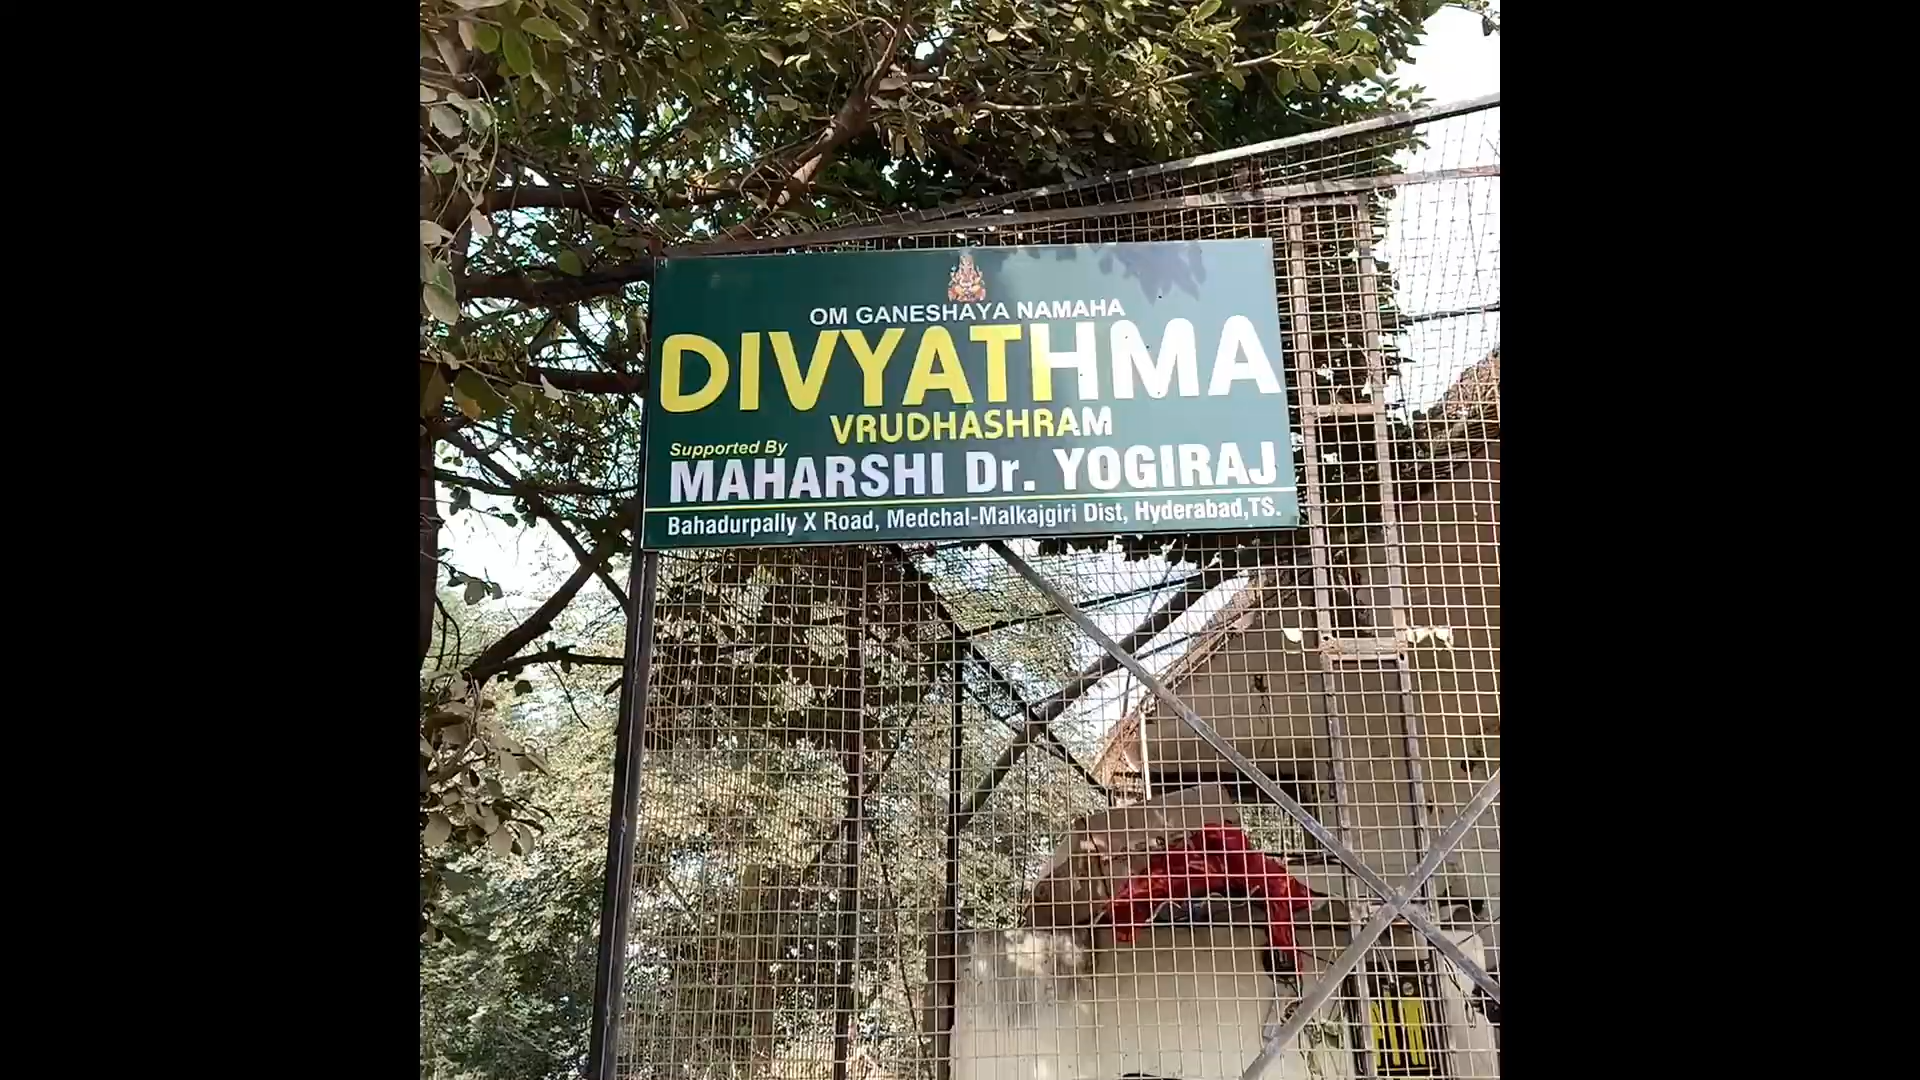 OM GANESHAYA NAMAHA
DIVYATHMA
VRUDHASHRAM
Supported By
MAHARSHI Dr. YOGIRAJ
Bahadurpally X Road, Medchal-Malkajgiri Dist, Hyderabad,TS.